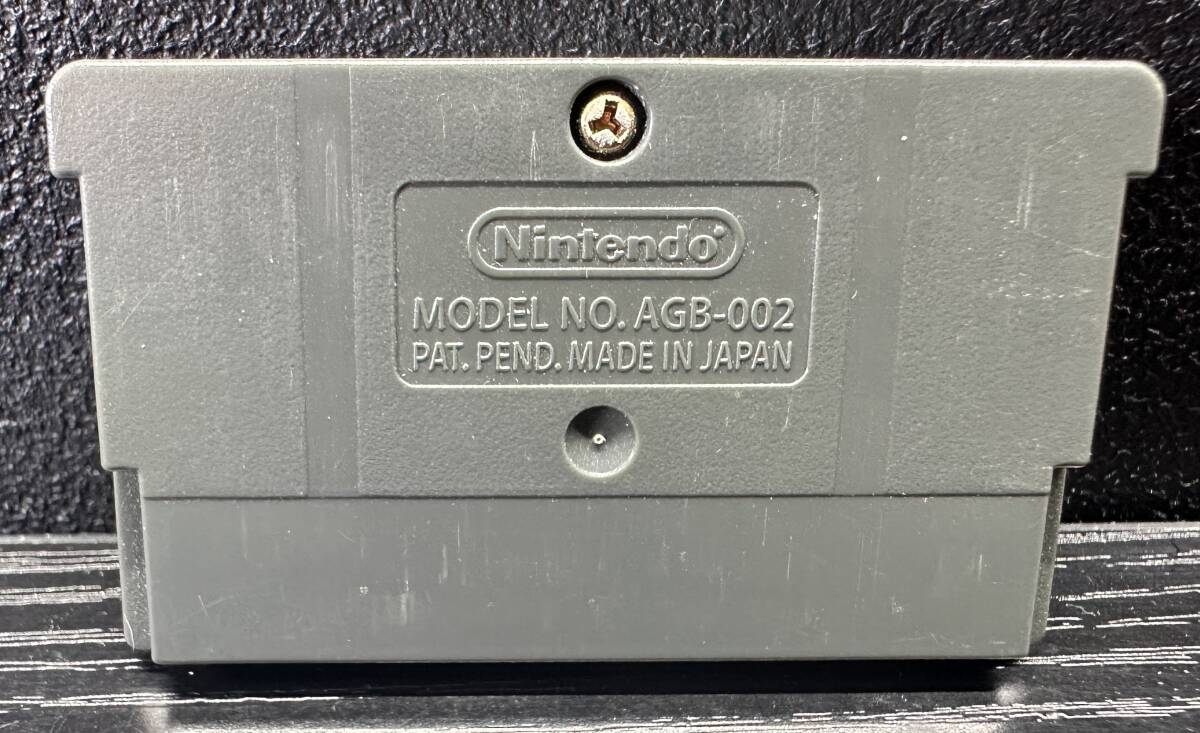 Nintendo
MODEL NO. AGB-002
PAT. PEND. MADE IN JAPAN